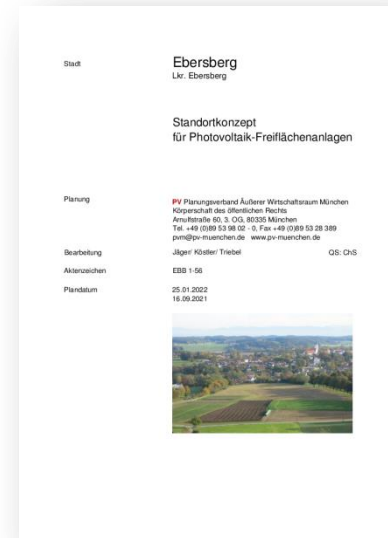 Stadt
Ebersberg
Lkr. Ebersberg
Standortkonzept
für Photovoltaik-Freiflächenanlagen
Planung
PV Planungsverband Äußerer Wirtschaftsraum München
Körperschaft des öffentlichen Rechts
Arnulfstraße 60, 3. OG, 80335 München
Tel. +49 (0)89 53 98 02 - 0, Fax +49 (0)89 53 28 389
pvm@pv-muenchen.de www.pv-muenchen.de
Bearbeitung Jäger/ Köstler/ Triebel QS: ChS
Aktenzeichen EBB 1-56
Plandatum 25.01.2022
16.09.2021